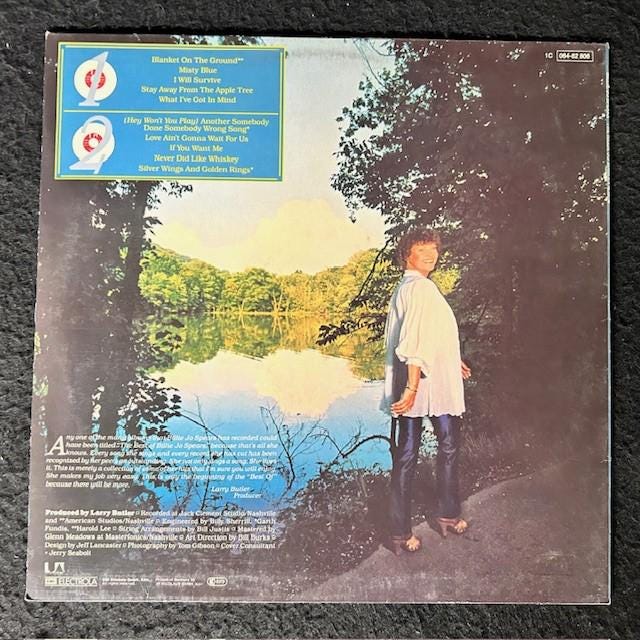 1C 064-82 808
1
Blanket On The Ground**
Misty Blue
I Will Survive
Stay Away From The Apple Tree
What I've Got In Mind
2
(Hey Won't You Play) Another Somebody
Done Somebody Wrong Song*
Love Ain't Gonna Wait For Us
If You Want Me
Never Did Like Whiskey
Silver Wings And Golden Rings*
Any one of the many albums that Billie Jo Spears has recorded could
have been titled "The Best of Billie Jo Spears," because that's all she
knows. Every song she sings and every record she has cut has been
recognized by her peers as outstanding. She not only sings a song, She lives
it. This is merely a collection of some of her hits that I'm sure you will enjoy.
She makes my job very easy. This is only the beginning of the "Best Of"
because there will be more.
Larry Butler
Producer
Produced by Larry Butler Recorded at Jack Clement Studio/Nashville
and **American Studios/Nashville Engineered by Billy Sherrill, *Garth
Fundis, **Harold Lee String Arrangements by Bill Justis Mastered by
Glenn Meadows at Masterfonics/Nashville Art Direction by Bill Burks
Design by Jeff Lancaster Photography by Tom Gibson Cover Consultant
Jerry Seabolt
UA
EMI ELECTROLA